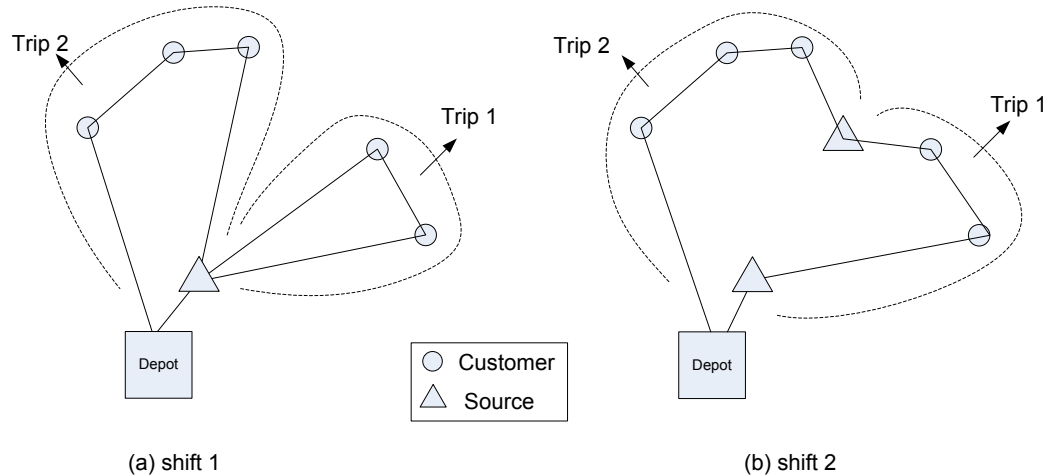 Trip 2
Trip 1
Depot
(a) shift 1
Customer
Source
Trip 2
Trip 1
Depot
(b) shift 2